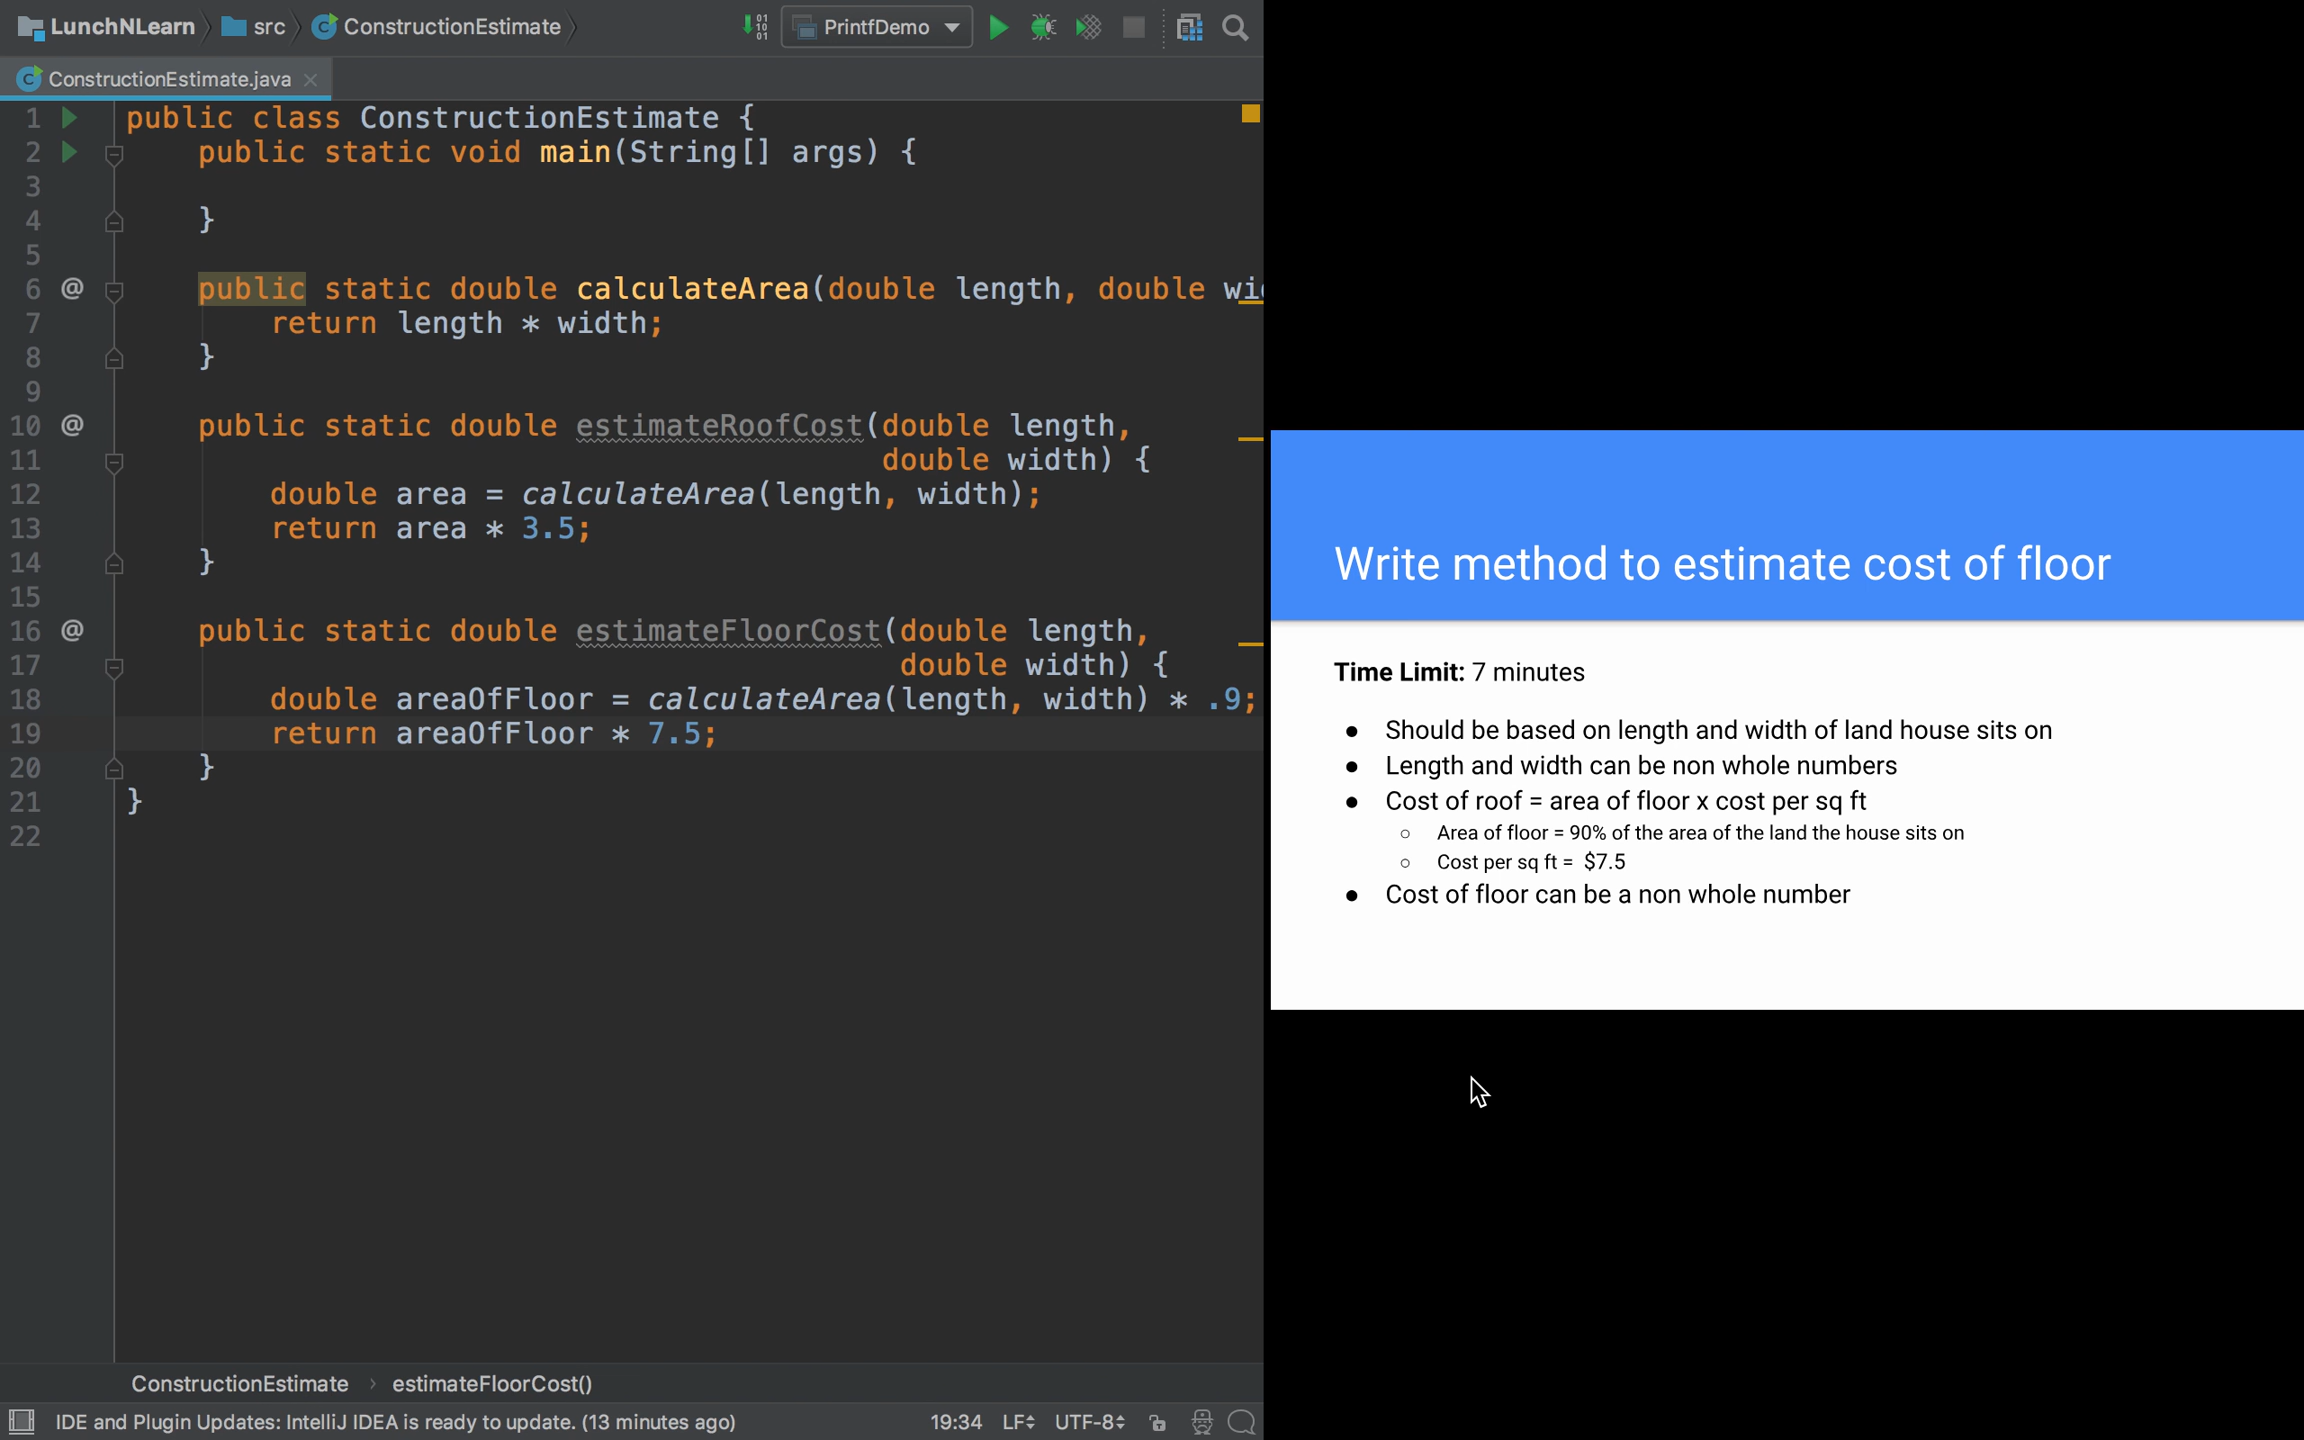 LunchNLearn src ConstructionEstimate PrintfDemo
ConstructionEstimate.java
1 public class ConstructionEstimate {
2 public static void main(String[] args) {
3
4 }
5
6 @ public static double calculateArea(double length, double wi
7 return length * width;
8 }
9
10 @ public static double estimateRoofCost(double length,
11 double width) {
12 double area = calculateArea(length, width);
13 return area * 3.5;
14 }
15
16 @ public static double estimateFloorCost(double length,
17 double width) {
18 double areaOfFloor = calculateArea(length, width) * .9;
19 return areaOfFloor * 7.5;
20 }
21 }
22
ConstructionEstimate › estimateFloorCost()
IDE and Plugin Updates: IntelliJ IDEA is ready to update. (13 minutes ago) 19:34 LF UTF-8
Write method to estimate cost of floor
Time Limit: 7 minutes
● Should be based on length and width of land house sits on
● Length and width can be non whole numbers
● Cost of roof = area of floor x cost per sq ft
○ Area of floor = 90% of the area of the land the house sits on
○ Cost per sq ft = $7.5
● Cost of floor can be a non whole number